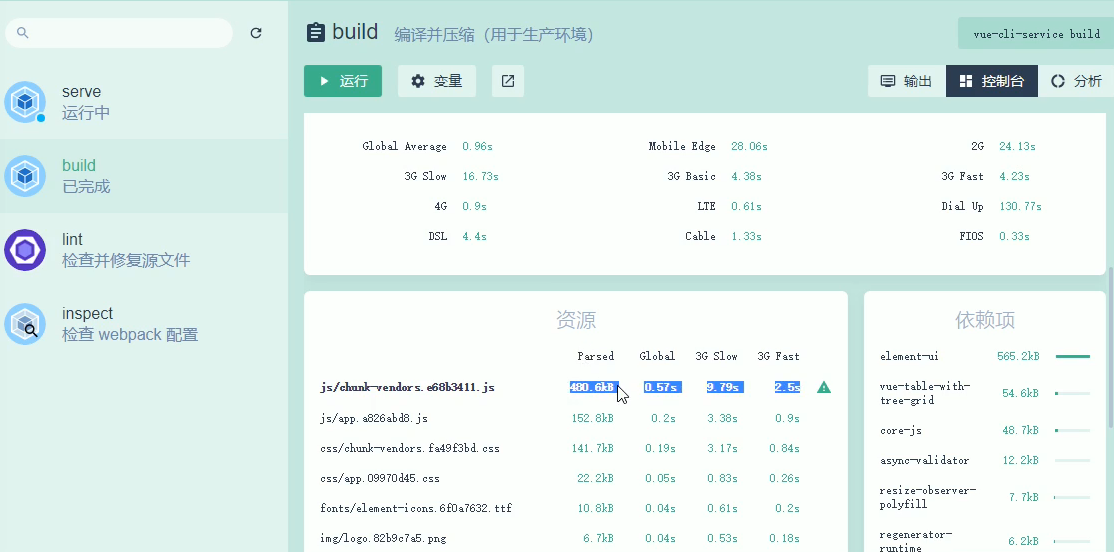 build 编译并压缩（用于生产环境） vue-cli-service build
运行 变量 输出 控制台 分析
serve
运行中
build
已完成
lint
检查并修复源文件
inspect
检查 webpack 配置
Global Average 0.96s Mobile Edge 28.06s 2G 24.13s
3G Slow 16.73s 3G Basic 4.38s 3G Fast 4.23s
4G 0.9s LTE 0.61s Dial Up 130.77s
DSL 4.4s Cable 1.33s FIOS 0.33s
资源
Parsed Global 3G Slow 3G Fast
js/chunk-vendors.e68b3411.js 480.6kB 0.57s 9.79s 2.5s
js/app.a826abd8.js 152.8kB 0.2s 3.38s 0.9s
css/chunk-vendors.fa49f3bd.css 141.7kB 0.19s 3.17s 0.84s
css/app.09970d45.css 22.2kB 0.05s 0.83s 0.26s
fonts/element-icons.6f0a7632.ttf 10.8kB 0.04s 0.61s 0.2s
img/logo.82b9c7a5.png 6.7kB 0.04s 0.53s 0.18s
依赖项
element-ui 565.2kB
vue-table-with-
tree-grid 54.6kB
core-js 48.7kB
async-validator 12.2kB
resize-observer-
polyfill 7.7kB
regenerator-
runtime 6.2kB